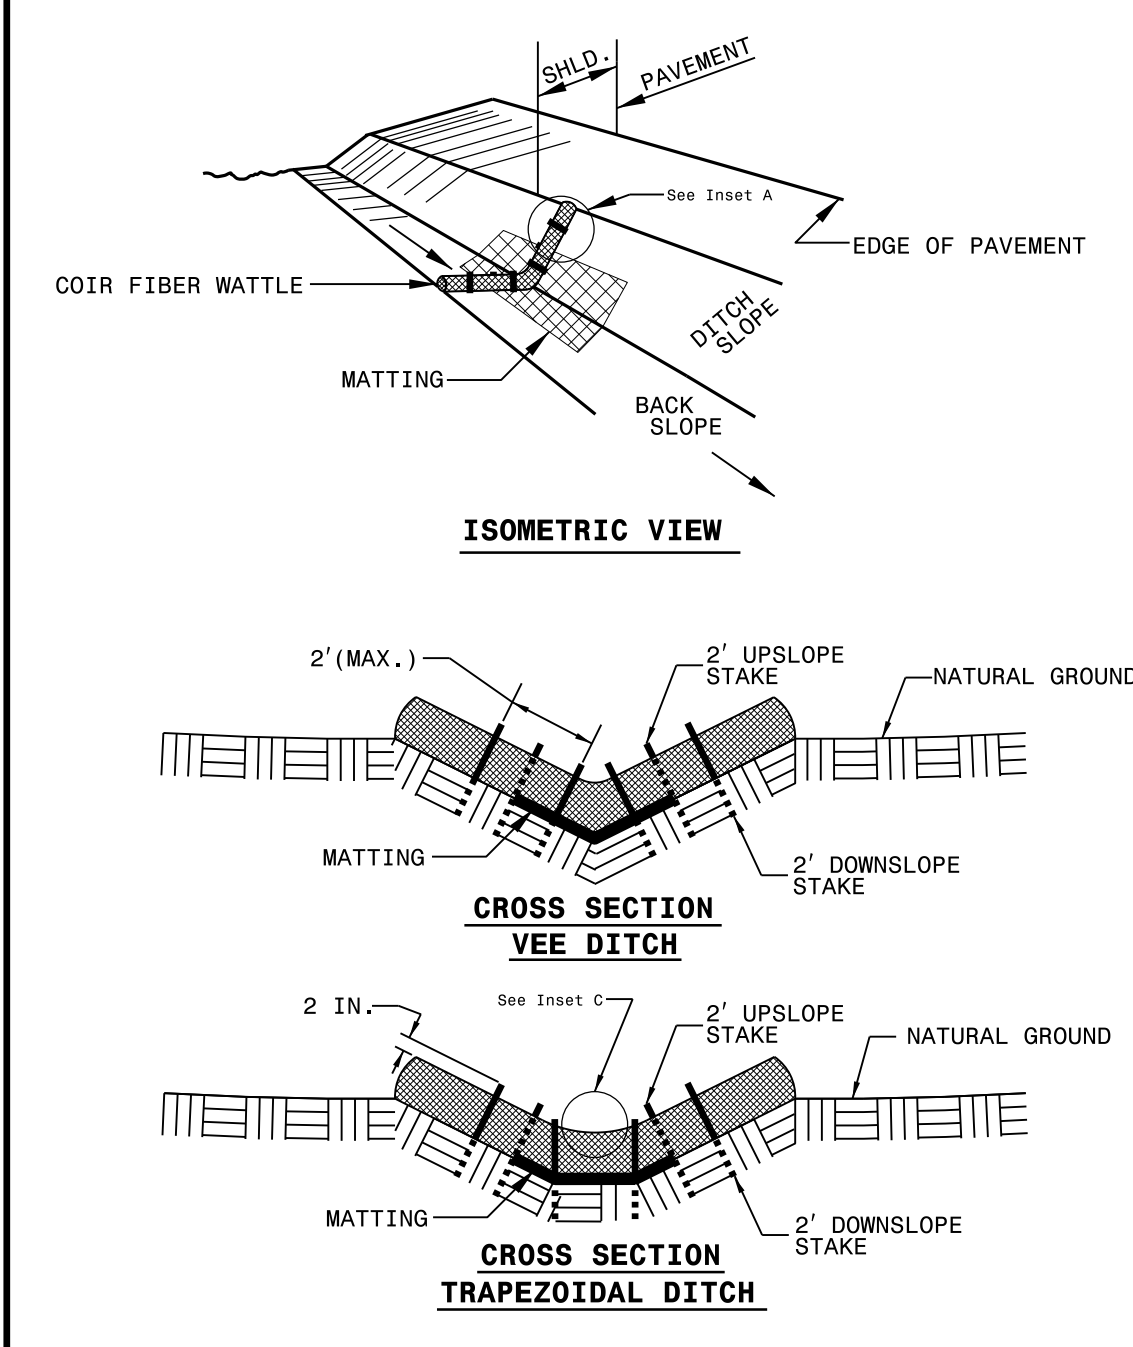 SHLD.
PAVEMENT
See Inset A
EDGE OF PAVEMENT
COIR FIBER WATTLE
DITCH
SLOPE
MATTING
BACK
SLOPE
ISOMETRIC VIEW
2'(MAX.)
2' UPSLOPE
STAKE
NATURAL GROUND
MATTING
2' DOWNSLOPE
STAKE
CROSS SECTION
VEE DITCH
2 IN.
See Inset C
2' UPSLOPE
STAKE
NATURAL GROUND
MATTING
2' DOWNSLOPE
STAKE
CROSS SECTION
TRAPEZOIDAL DITCH